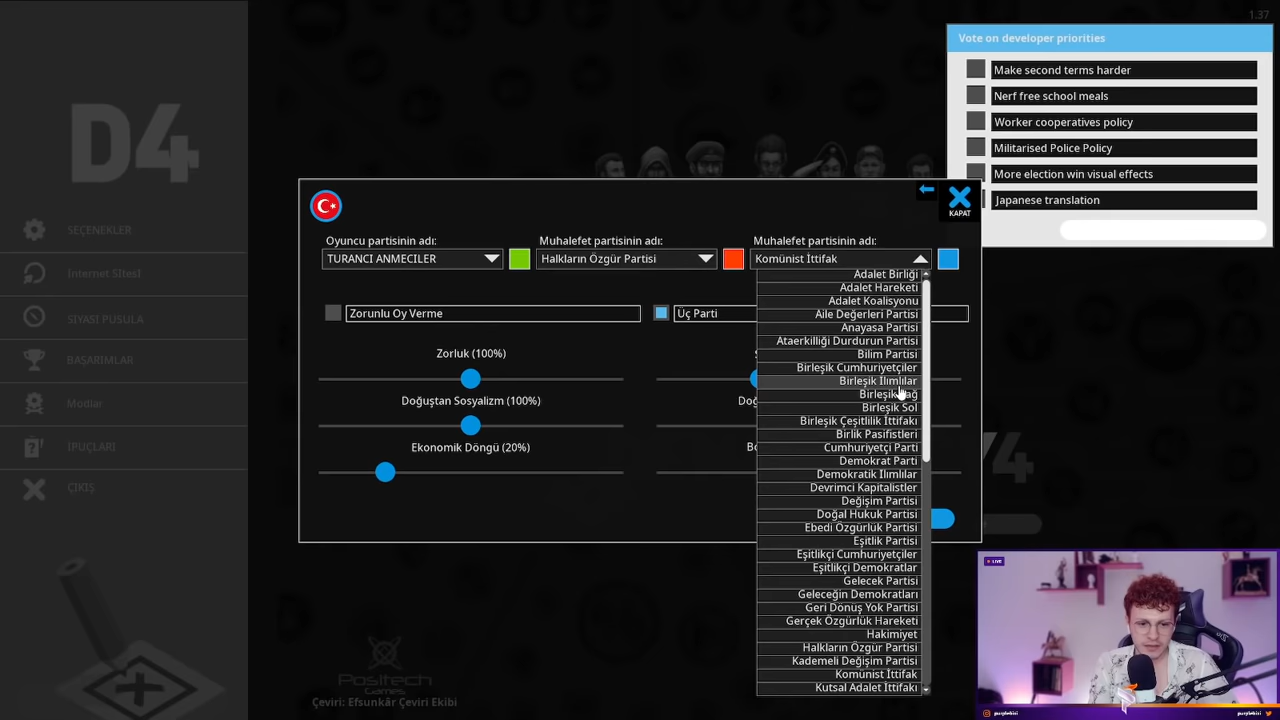 1.37
Vote on developer priorities
Make second terms harder
Nerf free school meals
Worker cooperatives policy
Militarised Police Policy
More election win visual effects
Japanese translation
D4
SEÇENEKLER
İnternet Sitesi
SİYASİ PUSULA
BAŞARIMLAR
Modlar
İPUÇLARI
ÇIKIŞ
KAPAT
Oyuncu partisinin adı:
TURANCI ANMECILER
Muhalefet partisinin adı:
Halkların Özgür Partisi
Muhalefet partisinin adı:
Komünist İttifak
Zorunlu Oy Verme
Üç Parti
Zorluk (100%)
Doğuştan Sosyalizm (100%)
Ekonomik Döngü (20%)
Adalet Birliği
Adalet Hareketi
Adalet Koalisyonu
Aile Değerleri Partisi
Anayasa Partisi
Ataerkilliği Durdurun Partisi
Bilim Partisi
Birleşik Cumhuriyetçiler
Birleşik Ilımlılar
Birleşik Sağ
Birleşik Sol
Birleşik Çeşitlilik İttifakı
Birlik Pasifistleri
Cumhuriyetçi Parti
Demokrat Parti
Demokratik Ilımlılar
Devrimci Kapitalistler
Değişim Partisi
Doğal Hukuk Partisi
Ebedi Özgürlük Partisi
Eşitlik Partisi
Eşitlikçi Cumhuriyetçiler
Eşitlikçi Demokratlar
Gelecek Partisi
Geleceğin Demokratları
Geri Dönüş Yok Partisi
Gerçek Özgürlük Hareketi
Hakimiyet
Halkların Özgür Partisi
Kademeli Değişim Partisi
Komünist İttifak
Kutsal Adalet İttifakı
Positech
Games
Çeviri: Efsunkâr Çeviri Ekibi
LIVE